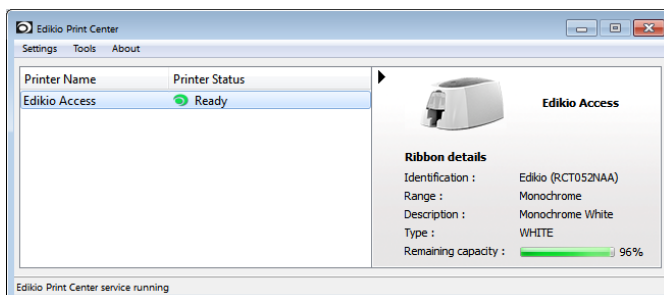 Edikio Print Center
Settings Tools About
Printer Name Printer Status
Edikio Access Ready
Edikio Access
Ribbon details
Identification : Edikio (RCT052NAA)
Range : Monochrome
Description : Monochrome White
Type : WHITE
Remaining capacity : 96%
Edikio Print Center service running